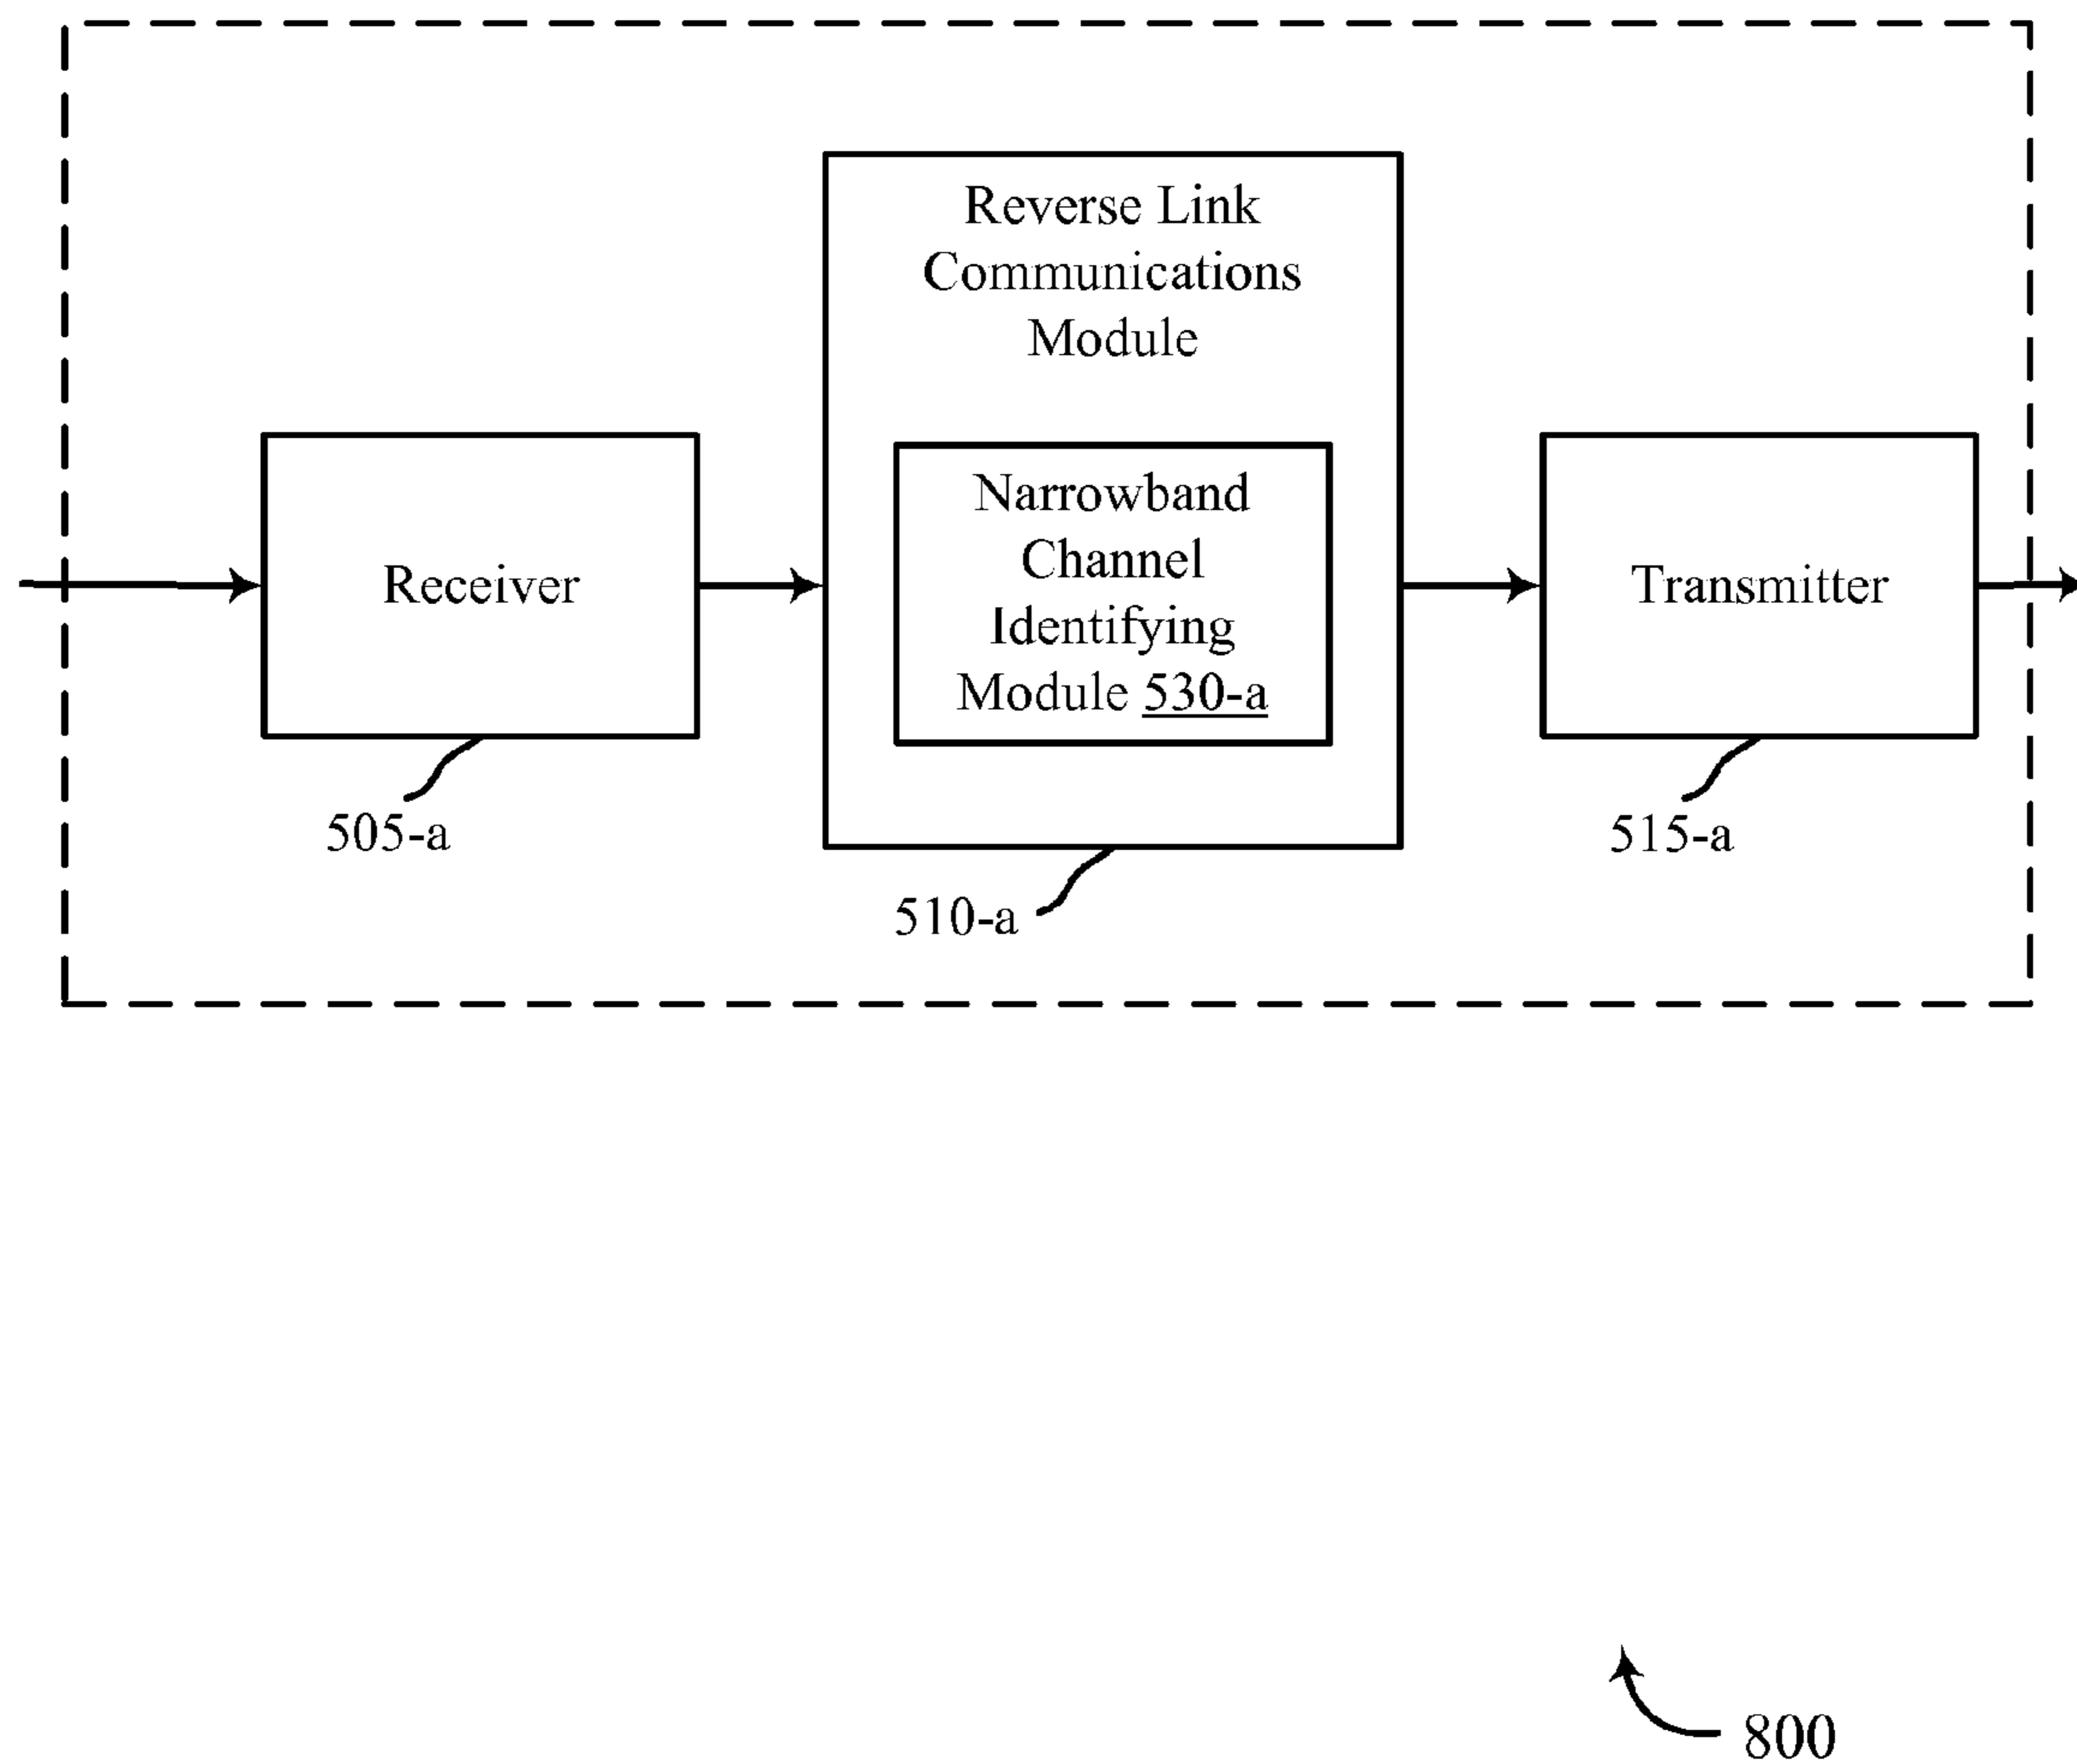 Reverse Link
Communications
Module
Receiver
Narrowband
Channel
Identifying
Module 530-a
Transmitter
505-a
510-a
515-a
800